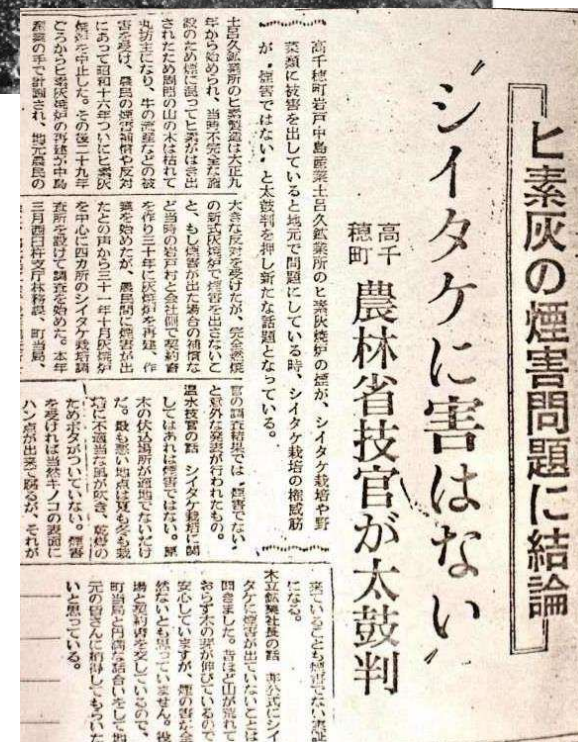 ヒ素灰の煙害問題に結論
〝シイタケに害はない〟
高千
穂町
農林省技官が太鼓判
高千穂町岩戸中島産業土呂久鉱業所のヒ素灰焼炉の煙が、シイタケ栽培や野
菜類に被害を出していると地元で問題にしている時、シイタケ栽培の権威筋
が〝煙害ではない〟と太鼓判を押し新たな話題となっている。
土呂久鉱業所のヒ素製造は大正九
年から始められ、当時不完全な施
設のため煙に混ってヒ素がはき出
されたため周囲の山の木は枯れて
丸坊主になり、牛の流産などの被
害を受け、農民の煙害補償や反対
にあって昭和十六年ついにヒ素灰
焼炉を中止した。その後二十九年
ごろからヒ素灰焼炉の再建が中島
産業の手で計画され、地元農民の
大きな反対を受けたが、完全燃焼
の新式灰焼炉で煙害を出さないこ
と、もし煙害が出た場合の補償な
ど当時の岩戸村と会社側で契約書
を作り三十年に灰焼炉を再建、作
業を始めたが、農民間に煙害が出
たとの声から三十一年十月灰焼炉
を中心に四カ所のシイタケ栽培調
査所を設けて調査を始めた。本年
三月西臼杵支庁林務課、町当局、
官の調査結果では〝煙害でない〟
と意外な発表が行われたもの。
温水技官の話 シイタケ栽培に関
してはあれは煙害ではない。原
木の伏込場所が適地でないだけ
だ。最も悪い地点は夏も冬も栽
培に不適当な風が吹き、乾燥の
ためボタがついていない。煙害
を受ければ当然キノコの表面に
ハン点が出来て腐るが、それが
来ていることも煙害でない実証
になる。
木立鉱業社長の話 非公式にシイ
タケに煙害が出ていないことは
聞きました。昔ほど山が荒れて
おらず木の芽が伸びているので
安心していますが、煙の害が全
然ないとも思っていません。役
場と契約書を交しているので、
町当局と円満な話合いをして地
元の皆さんに納得してもらいた
いと思っている。